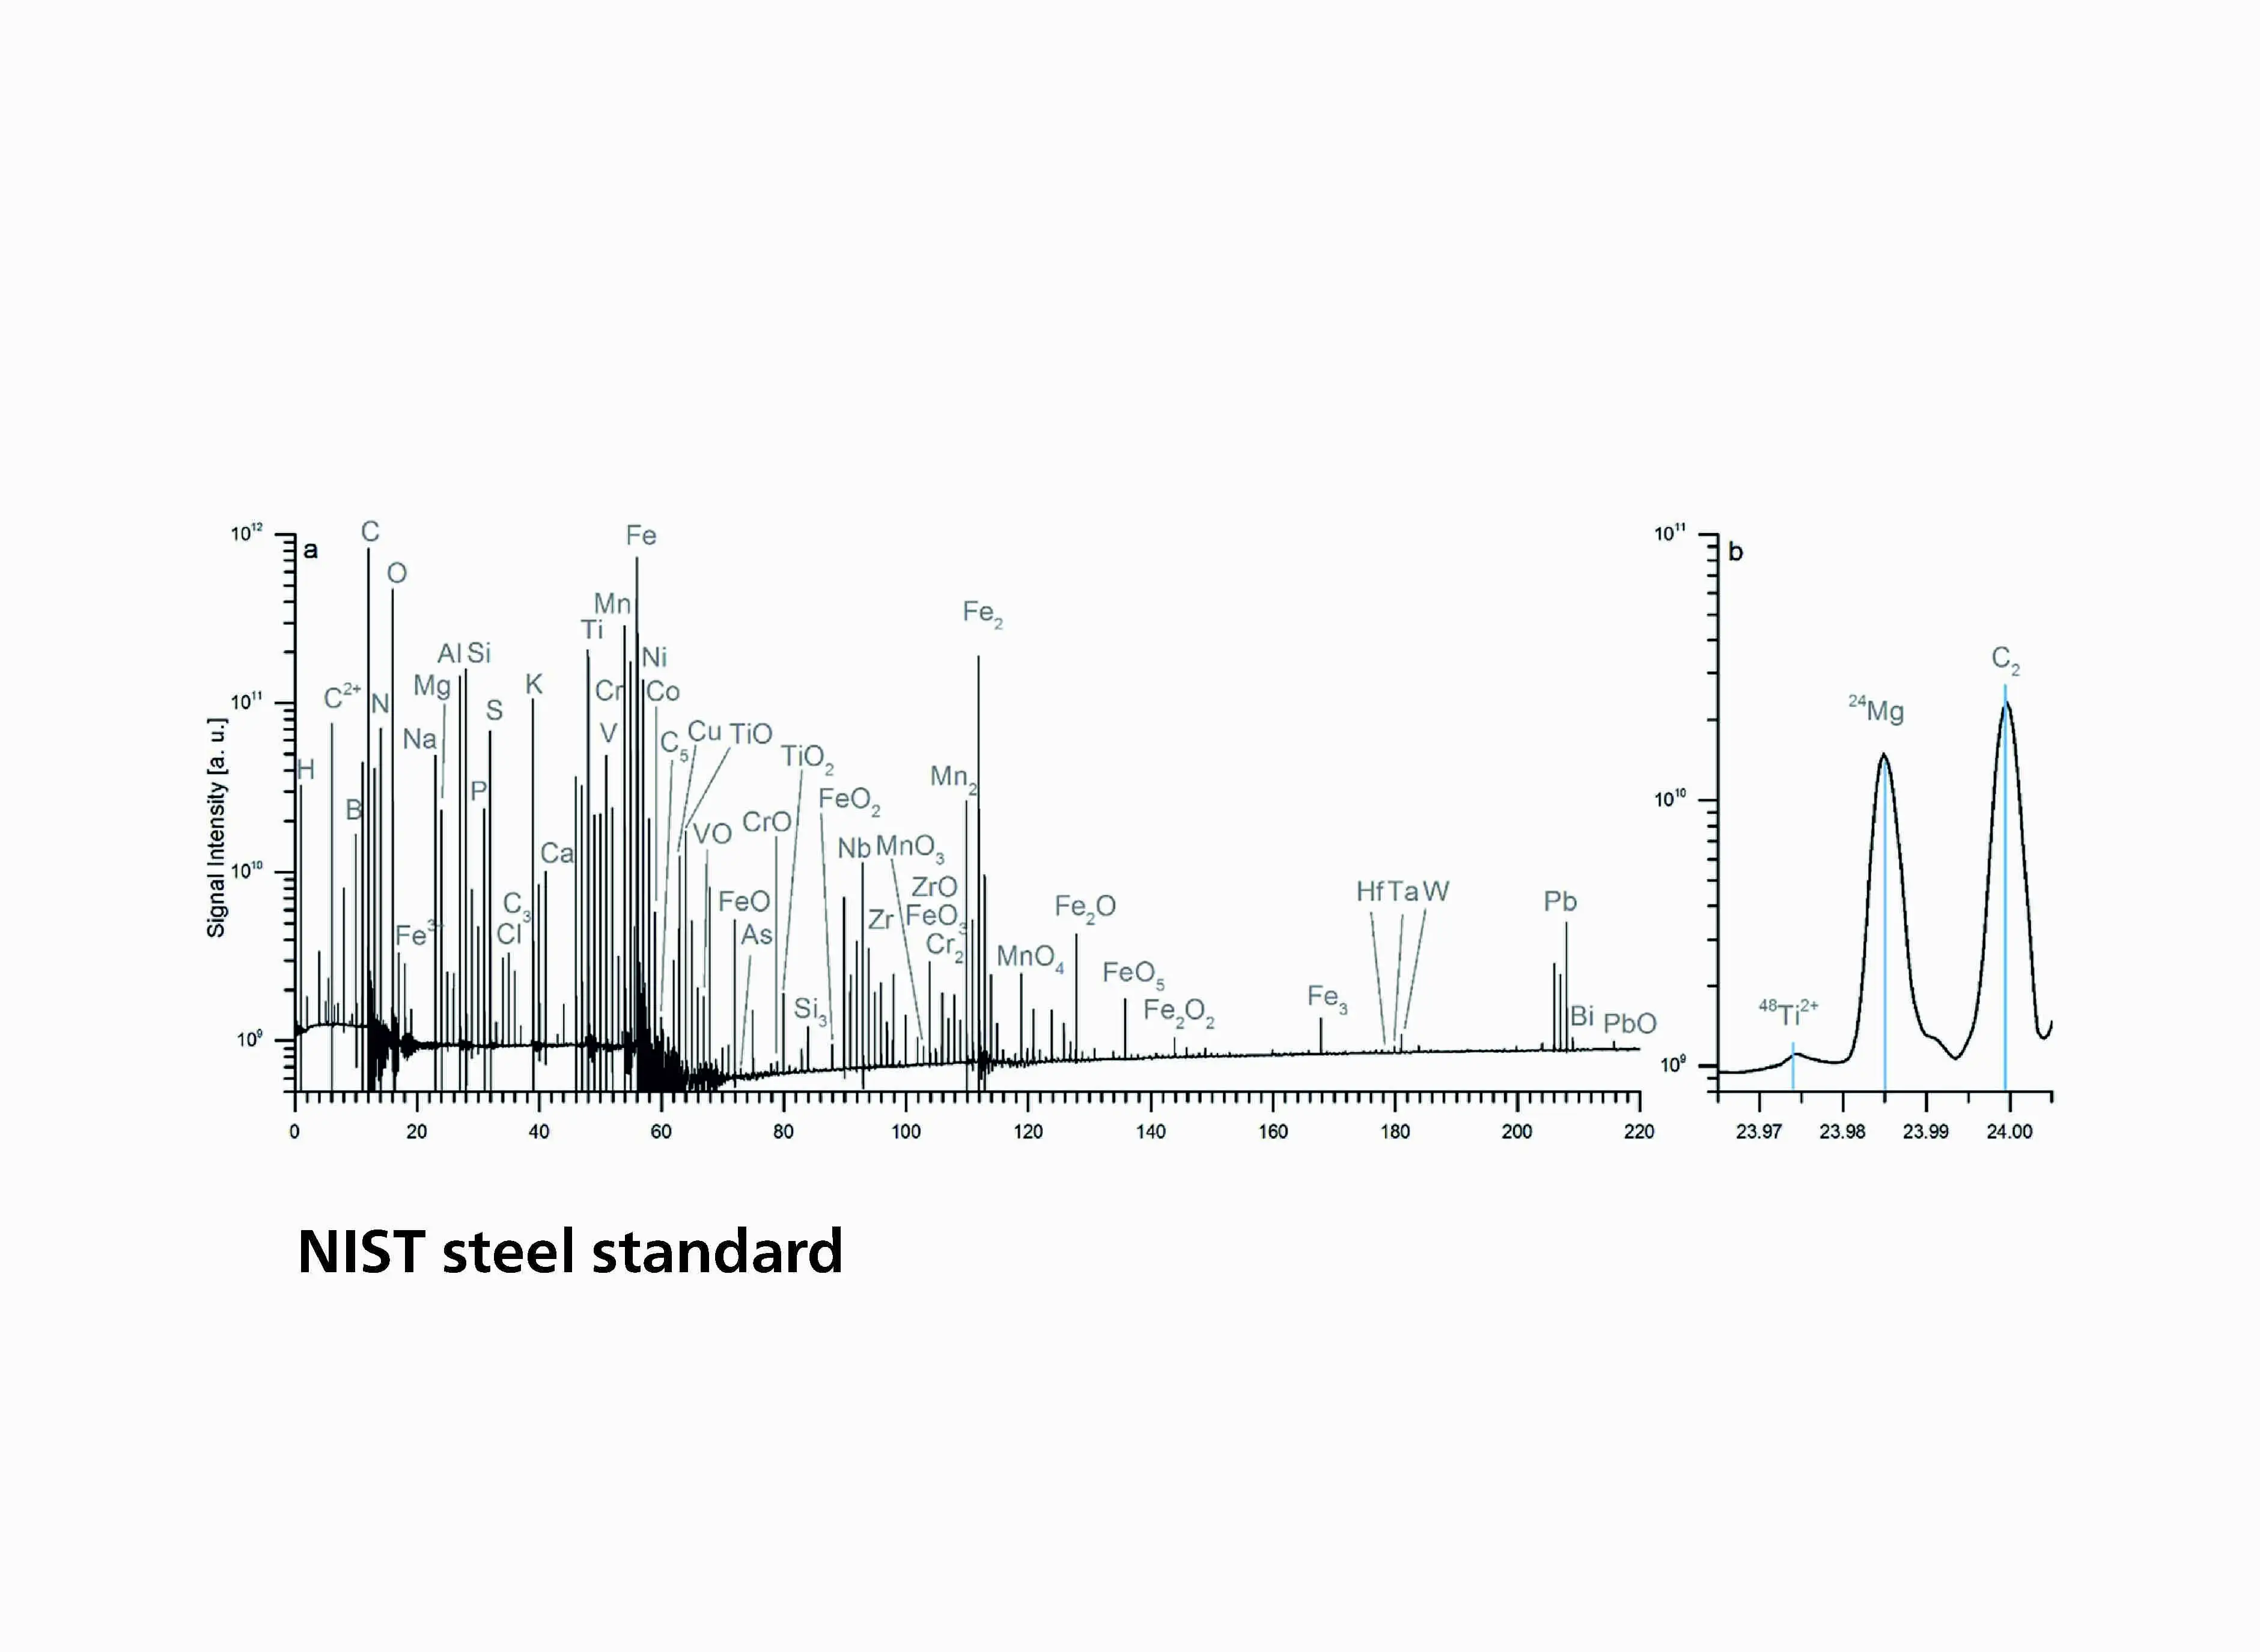 10¹²
a
C
Fe
O
Mn
Ti
Fe₂
Al Si
Ni
Mg
C²⁺
K
Cr
Co
10¹¹
N
S
Na
V
C₅
Cu
TiO
TiO₂
H
Mn₂
P
FeO₂
B
CrO
VO
Nb
MnO₃
Ca
10¹⁰
ZrO
Hf Ta W
FeO
Pb
C₃
Zr
FeO₃
Fe₂O
Fe³⁻
Cl
As
Cr₂
MnO₄
FeO₅
Fe₃
Si₃
Fe₂O₂
Bi
PbO
10⁹
Signal Intensity [a. u.]
0 20 40 60 80 100 120 140 160 180 200 220
10¹¹
b
C₂
²⁴Mg
10¹⁰
⁴⁸Ti²⁺
10⁹
23.97 23.98 23.99 24.00
NIST steel standard